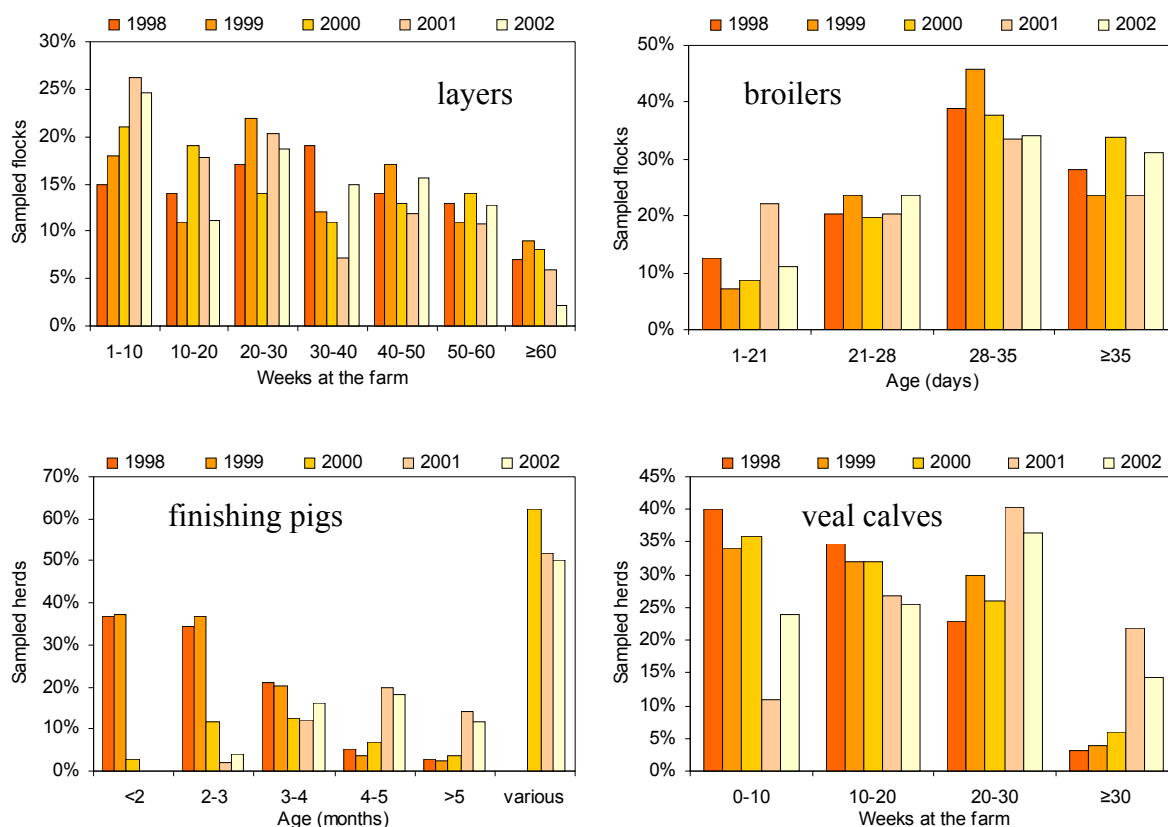 1998 1999 2000 2001 2002
30%
25%
20%
15%
10%
5%
0%
Sampled flocks
layers
1-10 10-20 20-30 30-40 40-50 50-60 ≥60
Weeks at the farm
1998 1999 2000 2001 2002
50%
40%
30%
20%
10%
0%
Sampled flocks
broilers
1-21 21-28 28-35 ≥35
Age (days)
1998 1999 2000 2001 2002
70%
60%
50%
40%
30%
20%
10%
0%
Sampled herds
finishing pigs
<2 2-3 3-4 4-5 >5 various
Age (months)
1998 1999 2000 2001 2002
45%
40%
35%
30%
25%
20%
15%
10%
5%
0%
Sampled herds
veal calves
0-10 10-20 20-30 ≥30
Weeks at the farm